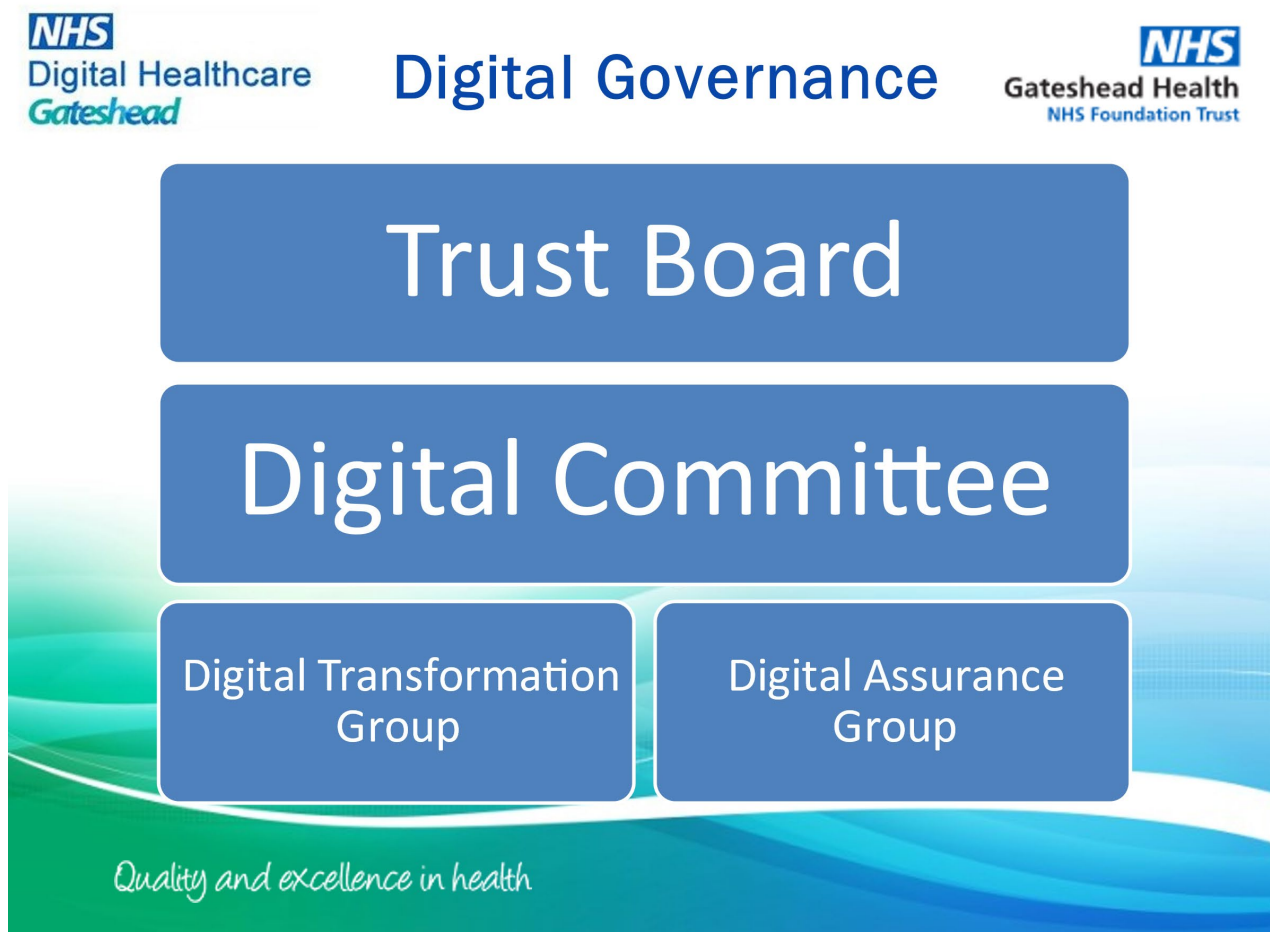 NHS
Digital Healthcare
Gateshead
Digital Governance
NHS
Gateshead Health
NHS Foundation Trust
Trust Board
Digital Committee
Digital Transformation
Group
Digital Assurance
Group
Quality and excellence in health